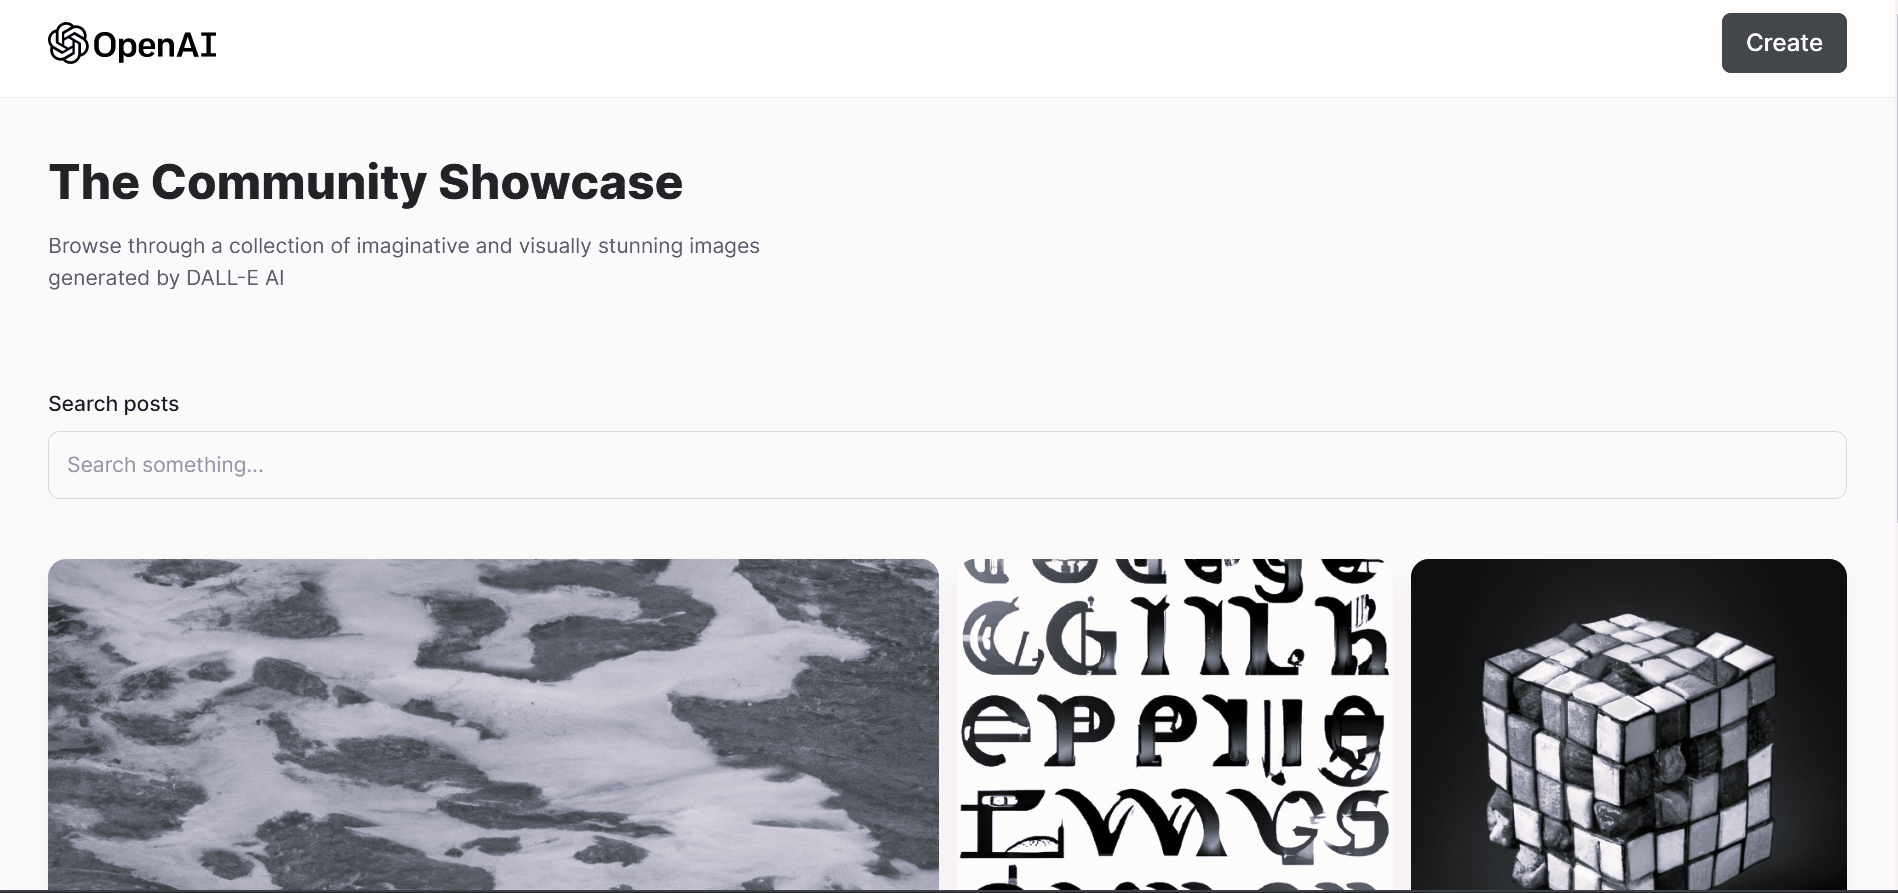 OpenAI
Create
The Community Showcase
Browse through a collection of imaginative and visually stunning images
generated by DALL-E AI
Search posts
Search something...